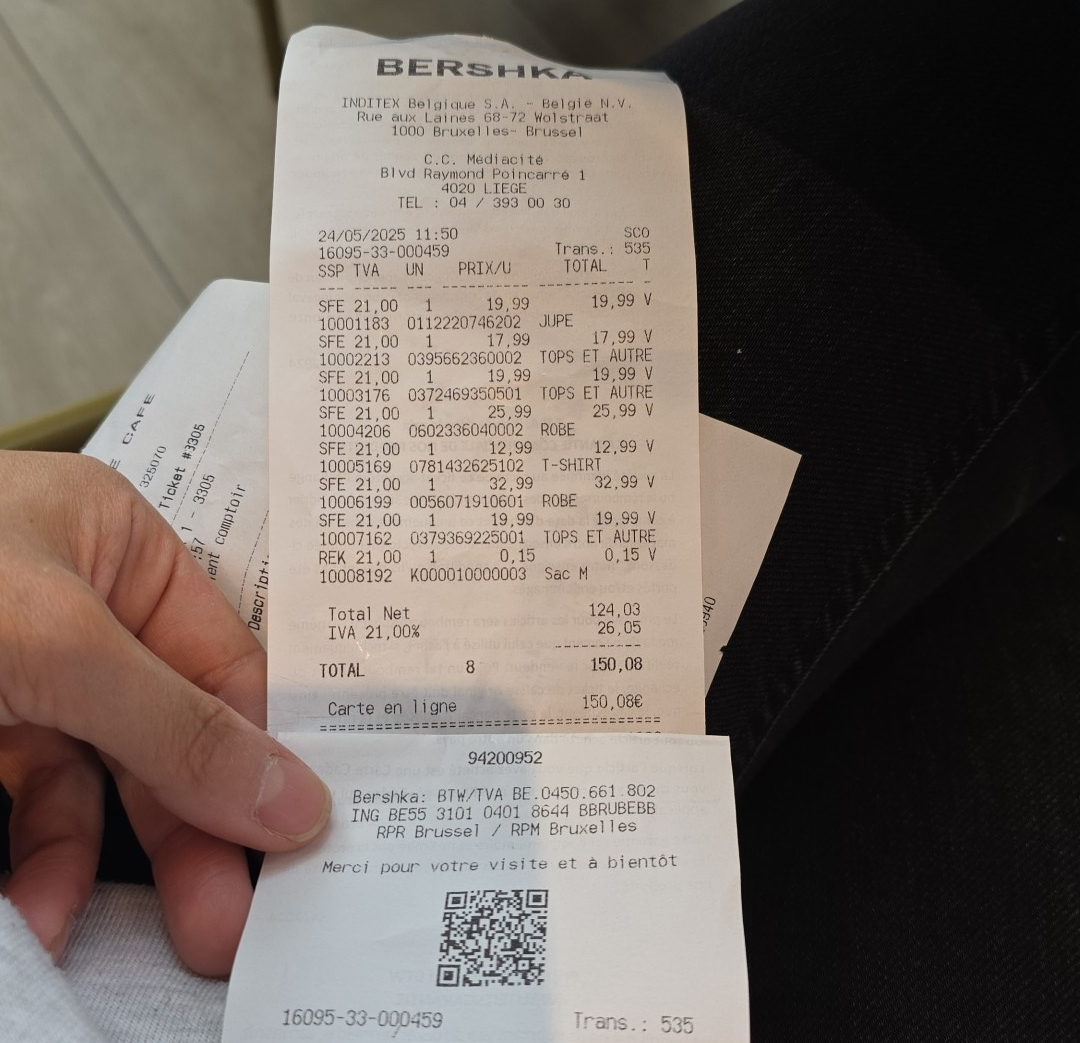 BERSHKA
INDITEX Belgique S.A. - Belgie N.V.
Rue aux Laines 68-72 Wolstraat
1000 Bruxelles- Brussel
C.C. Médiacité
Blvd Raymond Poincarré 1
4020 LIEGE
TEL : 04 / 393 00 30
24/05/2025 11:50 SCO
16095-33-000459 Trans.: 535
SSP TVA UN PRIX/U TOTAL T
--- ----- --- ------- -------- -
SFE 21,00 1 19,99 19,99 V
10001183 0112220746202 JUPE
SFE 21,00 1 17,99 17,99 V
10002213 0395662360002 TOPS ET AUTRE
SFE 21,00 1 19,99 19,99 V
10003176 0372469350501 TOPS ET AUTRE
SFE 21,00 1 25,99 25,99 V
10004206 0602336040002 ROBE
SFE 21,00 1 12,99 12,99 V
10005169 0781432625102 T-SHIRT
SFE 21,00 1 32,99 32,99 V
10006199 0056071910601 ROBE
SFE 21,00 1 19,99 19,99 V
10007162 0379369225001 TOPS ET AUTRE
REK 21,00 1 0,15 0,15 V
10008192 K000010000003 Sac M
Total Net 124,03
IVA 21,00% 26,05
TOTAL 8 150,08
Carte en ligne 150,08€
94200952
Bershka: BTW/TVA BE.0450.661.802
ING BE55 3101 0401 8644 BBRUBEBB
RPR Brussel / RPM Bruxelles
Merci pour votre visite et à bientôt
16095-33-000459 Trans.: 535
CAFE
325070
Ticket #3305
1 - 3305
:57
comptoir